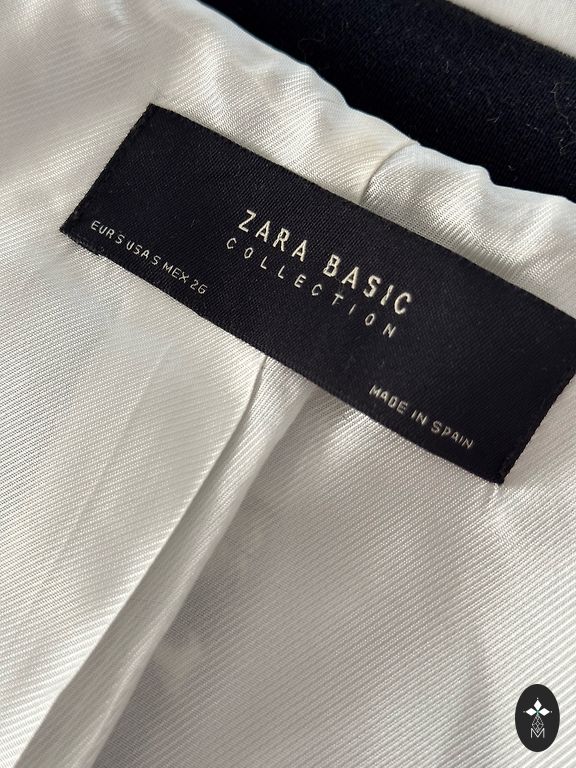 ZARA BASIC
COLLECTION
EUR S USA S MEX 26
MADE IN SPAIN
M